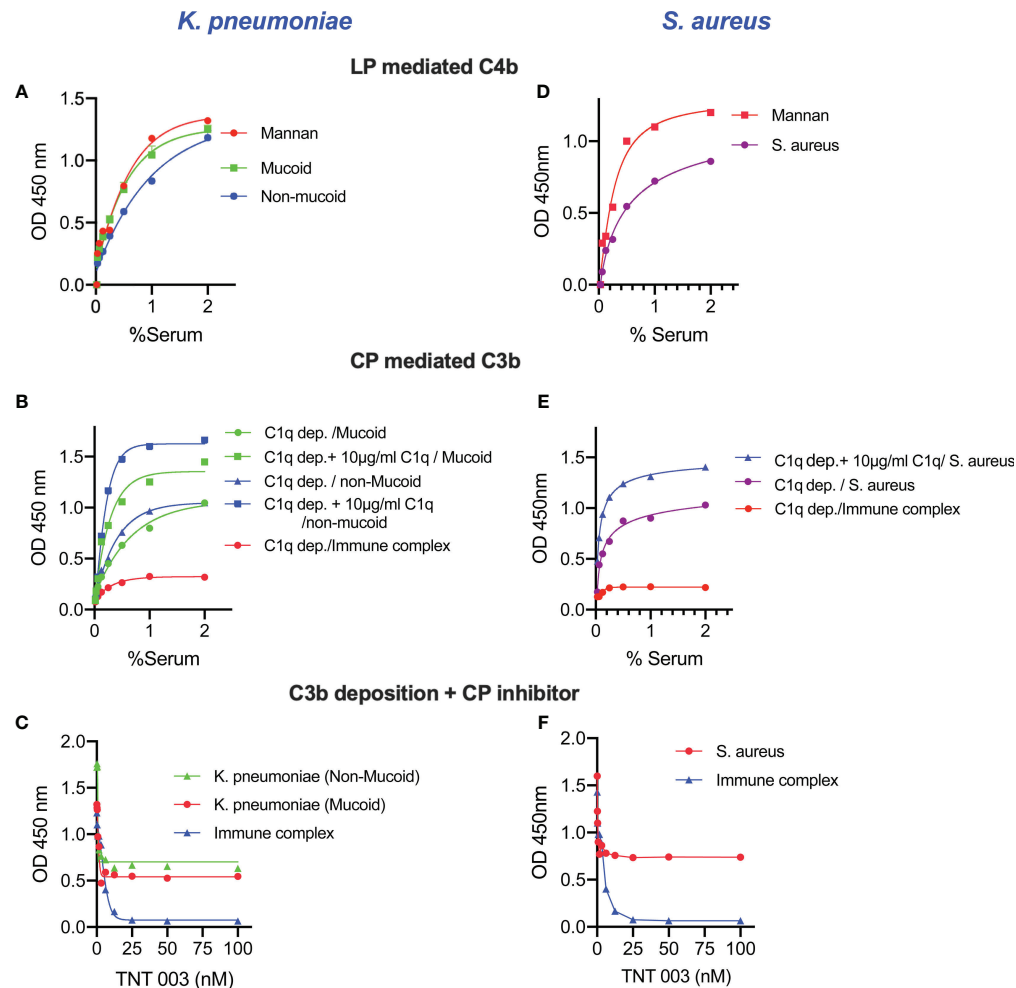 K. pneumoniae
S. aureus
LP mediated C4b
A
1.5
1.0
0.5
0.0
OD 450 nm
0 1 2
%Serum
Mannan
Mucoid
Non-mucoid
D
1.0
0.5
0.0
OD 450nm
0 1 2
% Serum
Mannan
S. aureus
CP mediated C3b
B
1.5
1.0
0.5
0.0
OD 450 nm
0 1 2
%Serum
C1q dep. /Mucoid
C1q dep.+ 10µg/ml C1q / Mucoid
C1q dep. / non-Mucoid
C1q dep. + 10µg/ml C1q
/non-mucoid
C1q dep./Immune complex
E
1.5
1.0
0.5
0.0
OD 450nm
0 1 2
% Serum
C1q dep.+ 10µg/ml C1q/ S. aureus
C1q dep. / S. aureus
C1q dep./Immune complex
C3b deposition + CP inhibitor
C
2.0
1.5
1.0
0.5
0.0
OD 450 nm
0 25 50 75 100
TNT 003 (nM)
K. pneumoniae (Non-Mucoid)
K. pneumoniae (Mucoid)
Immune complex
F
2.0
1.5
1.0
0.5
0.0
OD 450nm
0 25 50 75 100
TNT 003 (nM)
S. aureus
Immune complex